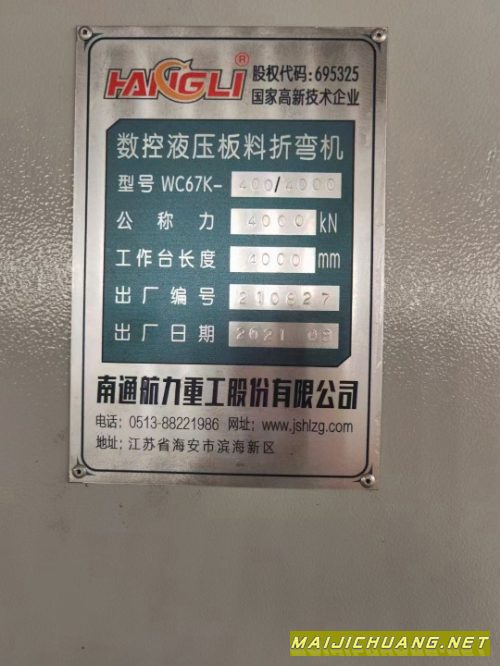 HANGLI® 股权代码:695325
国家高新技术企业
数控液压板料折弯机
型号 WC67K-400/4000
公称力 4000 kN
工作台长度 4000 mm
出厂编号 210827
出厂日期 2021 08
南通航力重工股份有限公司
电话: 0513-88221986 网址: www.jshlzg.com
地址: 江苏省海安市滨海新区
MAIJICHUANG.NET